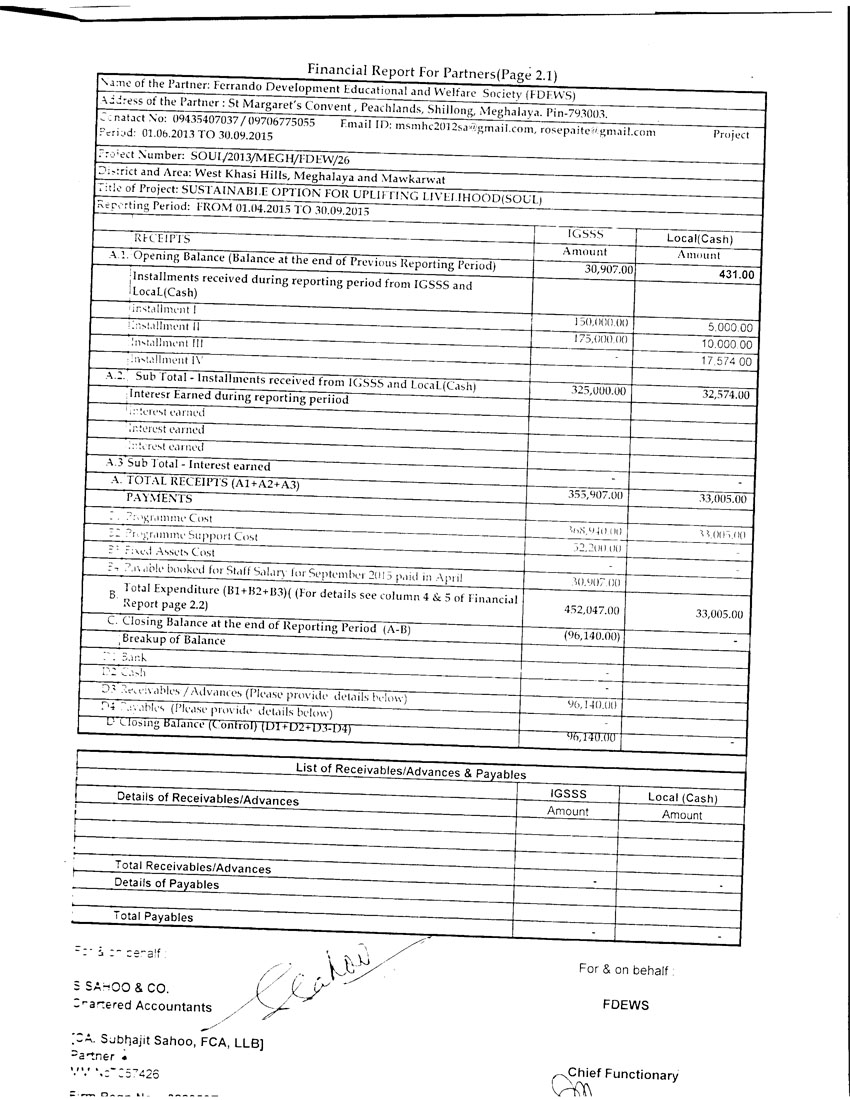 Financial Report For Partners(Page 2.1)
Name of the Partner: Ferrando Development Educational and Welfare Society (FDEWS)
Address of the Partner : St Margaret's Convent , Peachlands, Shillong, Meghalaya. Pin-793003.
Conatact No: 09435407037 / 09706775055 Email ID: msmhc2012sa@gmail.com, rosepaite@gmail.com Project
Period: 01.06.2013 TO 30.09.2015
Project Number: SOUL/2013/MEGH/FDEW/26
District and Area: West Khasi Hills, Meghalaya and Mawkarwat
Title of Project: SUSTAINABLE OPTION FOR UPLIFTING LIVELIHOOD(SOUL)
Reporting Period: FROM 01.04.2015 TO 30.09.2015
RECEIPTS IGSSS Local(Cash)
Amount Amount
A.1. Opening Balance (Balance at the end of Previous Reporting Period) 30,907.00 431.00
Installments received during reporting period from IGSSS and
LocaL(Cash)
Installment I
Installment II 150,000.00 5,000.00
Installment III 175,000.00 10,000.00
Installment IV - 17,574.00
A.2. Sub Total - Installments received from IGSSS and LocaL(Cash) 325,000.00 32,574.00
Interesr Earned during reporting periiod
Interest earned
Interest earned
Interest earned
A.3 Sub Total - Interest earned - -
A. TOTAL RECEIPTS (A1+A2+A3) 355,907.00 33,005.00
PAYMENTS
B1 Programme Cost 368,940.00 33,005.00
B2 Programme Support Cost 52,200.00 -
B3 Fixed Assets Cost - -
B4 Payable booked for Staff Salary for September 2015 paid in April 30,907.00
B. Total Expenditure (B1+B2+B3)( (For details see column 4 & 5 of Financial
Report page 2.2) 452,047.00 33,005.00
C. Closing Balance at the end of Reporting Period (A-B) (96,140.00) -
Breakup of Balance
D1 Bank -
D2 Cash -
D3 Receivables /Advances (Please provide details below)
D4 Payables (Please provide details below) 96,140.00
D Closing Balance (Control) (D1+D2+D3-D4) 96,140.00 -
List of Receivables/Advances & Payables
Details of Receivables/Advances IGSSS Local (Cash)
Amount Amount
Total Receivables/Advances
Details of Payables - -
Total Payables
- -
For & on behalf :
For & on behalf :
S SAHOO & CO.
Chartered Accountants
FDEWS
[CA. Subhajit Sahoo, FCA, LLB]
Partner
MM No 057426
Chief Functionary